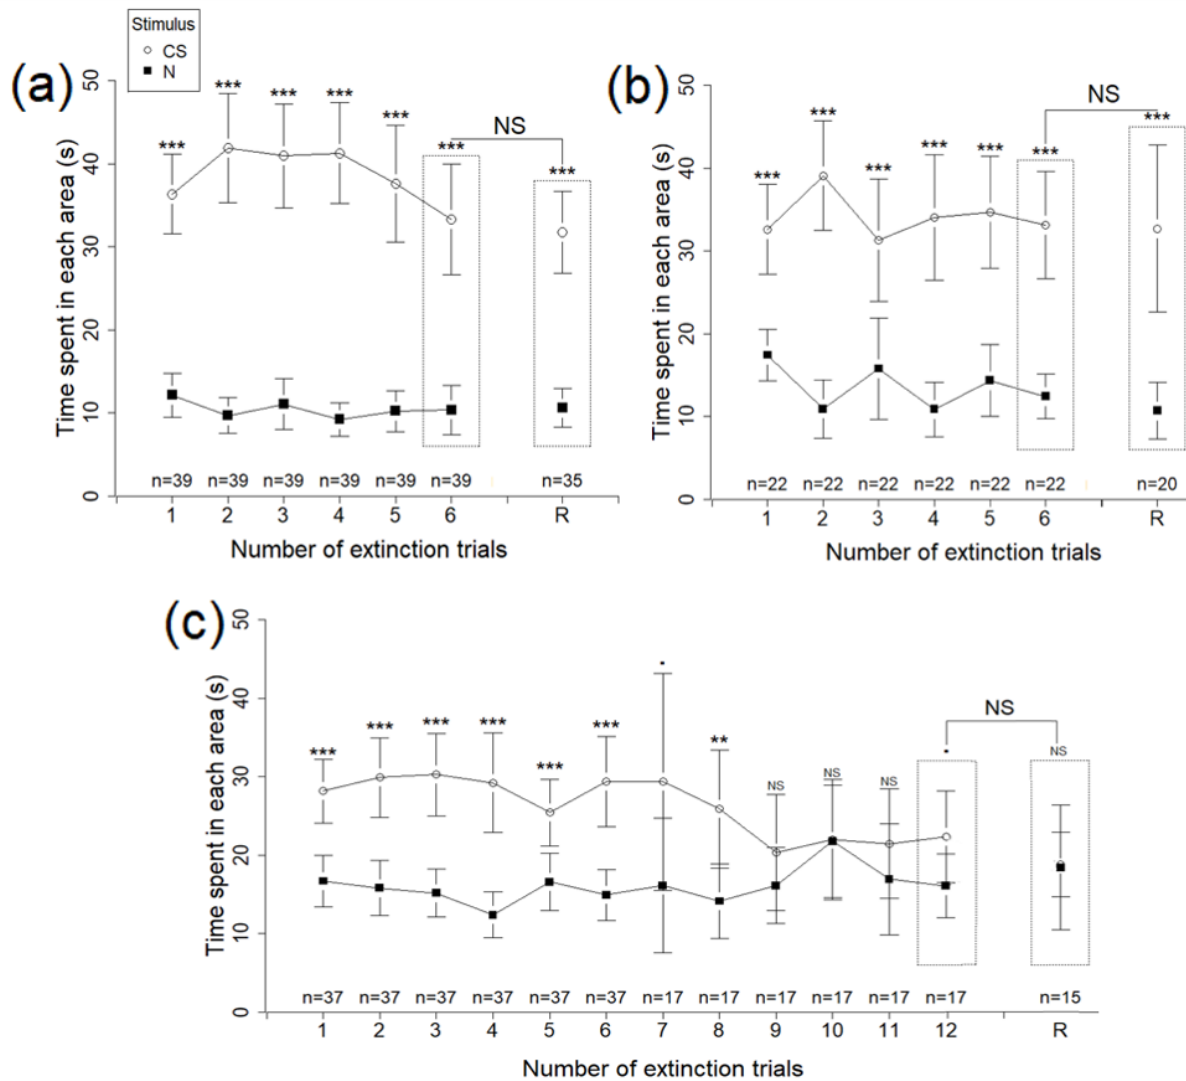 Stimulus
CS
N
(a)
Time spent in each area (s)
50
40
30
20
10
0
*** *** *** *** *** *** ***
NS
n=39 n=39 n=39 n=39 n=39 n=39 n=35
1 2 3 4 5 6 R
Number of extinction trials
(b)
Time spent in each area (s)
50
40
30
20
10
0
*** *** *** *** *** *** ***
NS
n=22 n=22 n=22 n=22 n=22 n=22 n=20
1 2 3 4 5 6 R
Number of extinction trials
(c)
Time spent in each area (s)
50
40
30
20
10
0
*** *** *** *** *** *** . ** NS NS NS . NS
NS
n=37 n=37 n=37 n=37 n=37 n=37 n=17 n=17 n=17 n=17 n=17 n=17 n=15
1 2 3 4 5 6 7 8 9 10 11 12 R
Number of extinction trials